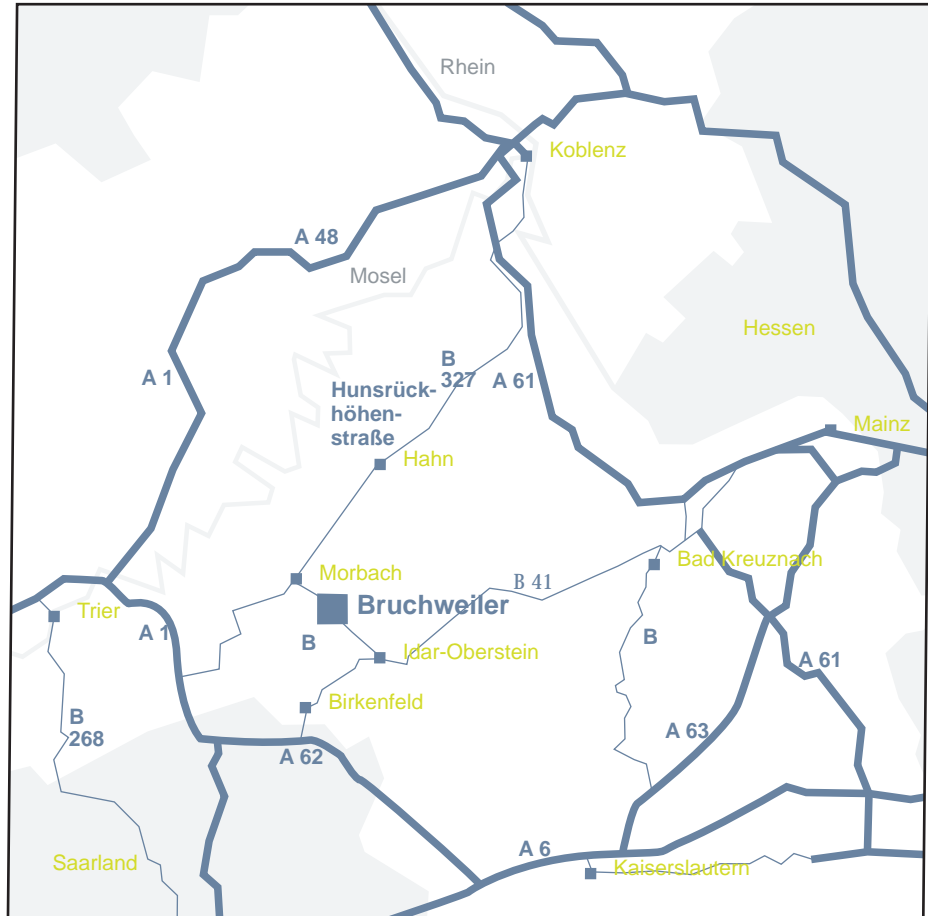 Rhein
Koblenz
A 48
Mosel
Hessen
B
327
A 1
A 61
Hunsrück-
höhen-
straße
Mainz
Hahn
Bad Kreuznach
Morbach
B 41
Bruchweiler
Trier
A 1
B
B
Idar-Oberstein
A 61
Birkenfeld
B
268
A 63
A 62
A 6
Saarland
Kaiserslautern